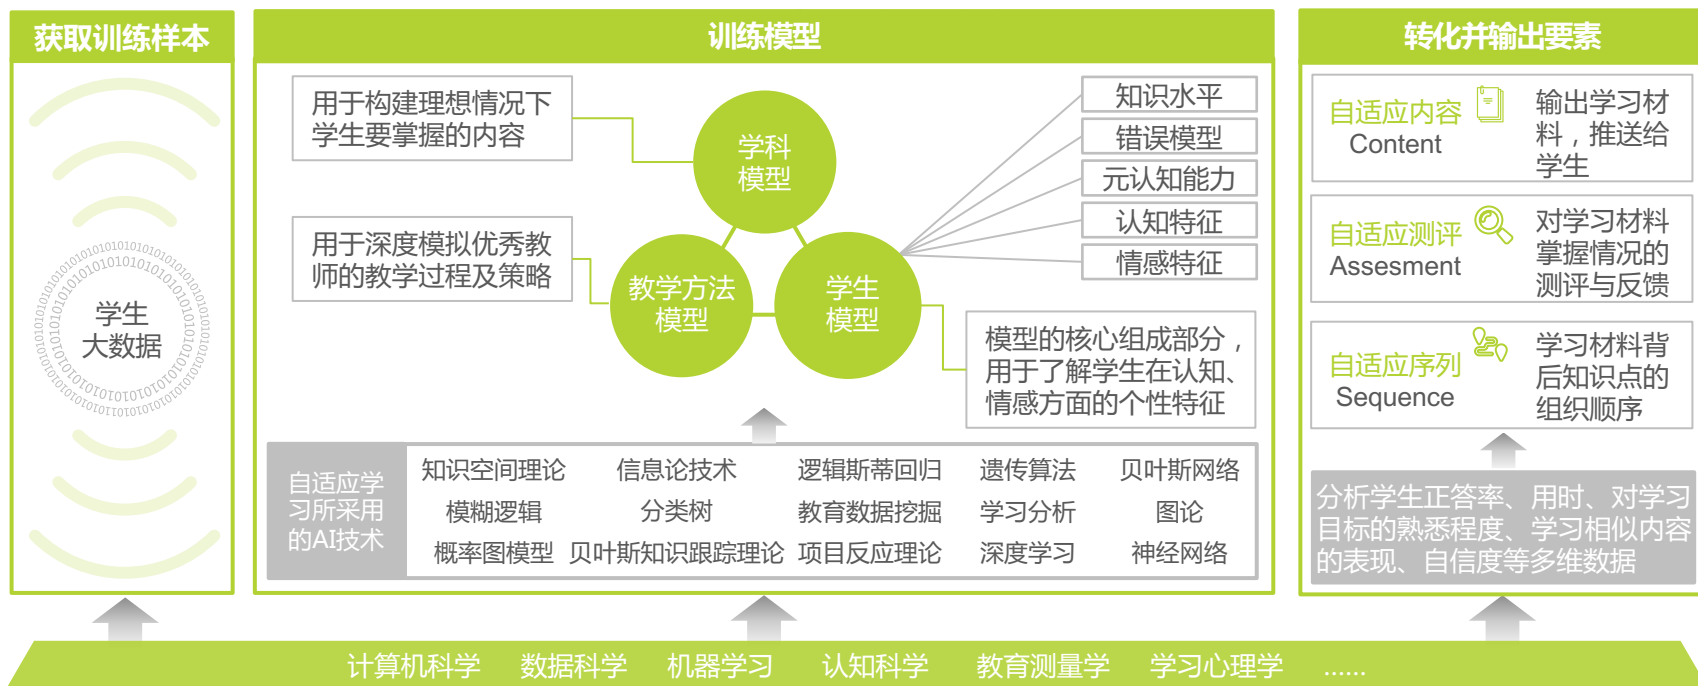 获取训练样本
学生
大数据
训练模型
用于构建理想情况下
学生要掌握的内容
用于深度模拟优秀教
师的教学过程及策略
学科
模型
教学方法
模型
学生
模型
知识水平
错误模型
元认知能力
认知特征
情感特征
模型的核心组成部分，
用于了解学生在认知、
情感方面的个性特征
自适应学
习所采用
的AI技术
知识空间理论 信息论技术 逻辑斯蒂回归 遗传算法 贝叶斯网络
模糊逻辑 分类树 教育数据挖掘 学习分析 图论
概率图模型 贝叶斯知识跟踪理论 项目反应理论 深度学习 神经网络
转化并输出要素
自适应内容
Content
输出学习材
料，推送给
学生
自适应测评
Assesment
对学习材料
掌握情况的
测评与反馈
自适应序列
Sequence
学习材料背
后知识点的
组织顺序
分析学生正答率、用时、对学习
目标的熟悉程度、学习相似内容
的表现、自信度等多维数据
计算机科学 数据科学 机器学习 认知科学 教育测量学 学习心理学 ......